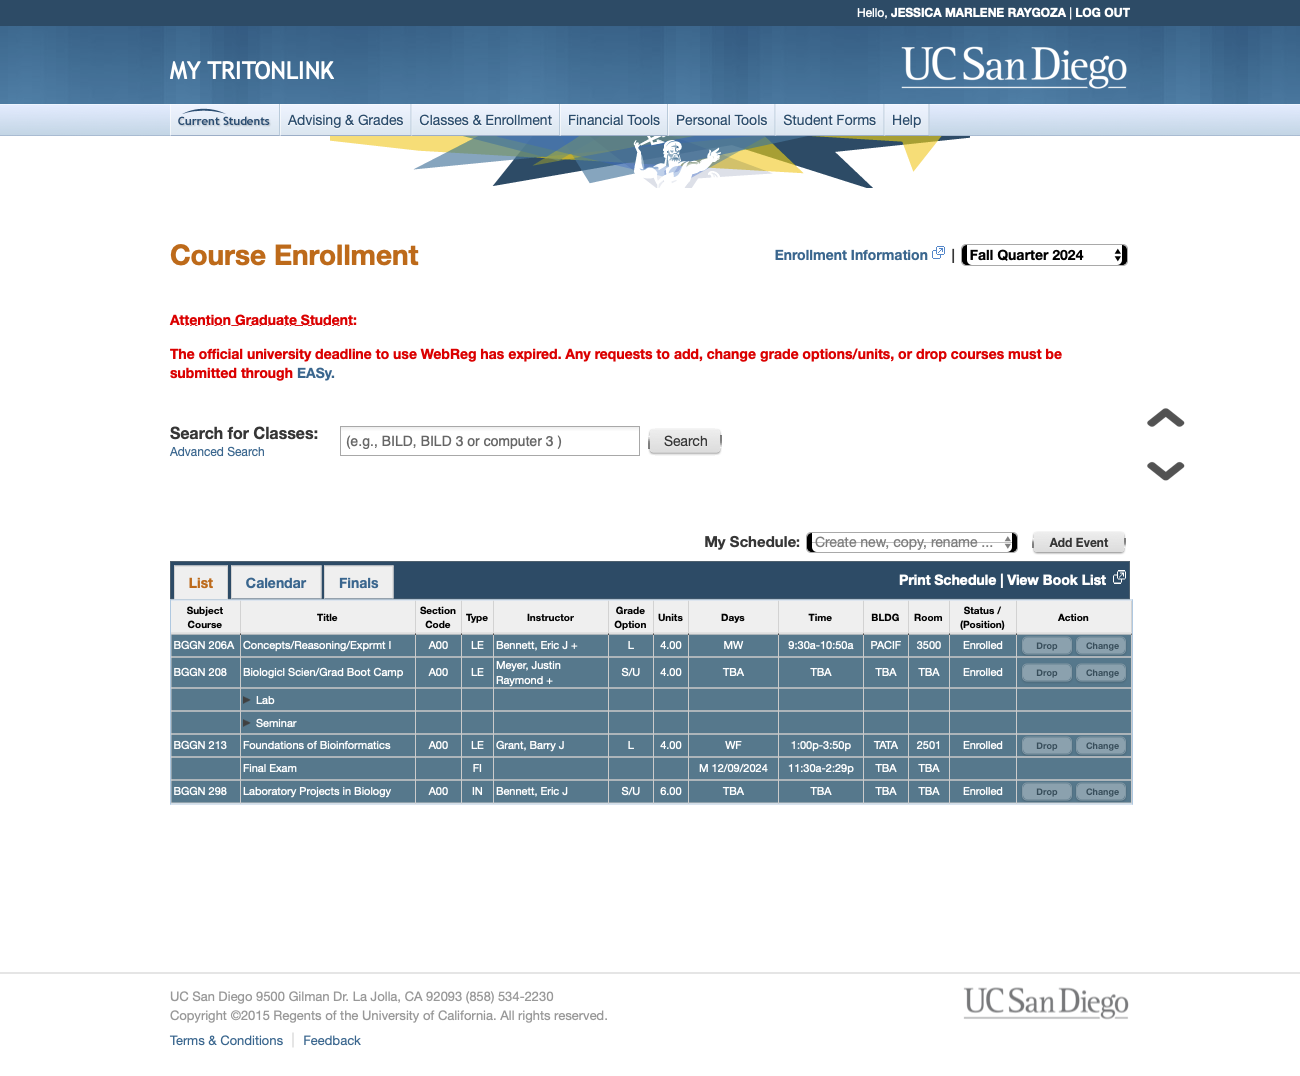 Hello, JESSICA MARLENE RAYGOZA | LOG OUT
MY TRITONLINK
UC San Diego
Current Students Advising & Grades Classes & Enrollment Financial Tools Personal Tools Student Forms Help
Course Enrollment
Enrollment Information | Fall Quarter 2024
Attention Graduate Student:
The official university deadline to use WebReg has expired. Any requests to add, change grade options/units, or drop courses must be
submitted through EASy.
Search for Classes: (e.g., BILD, BILD 3 or computer 3 ) Search
Advanced Search
My Schedule: Create new, copy, rename ... Add Event
List Calendar Finals Print Schedule | View Book List
Subject Course Title Section Code Type Instructor Grade Option Units Days Time BLDG Room Status / (Position) Action
BGGN 206A Concepts/Reasoning/Exprmt I A00 LE Bennett, Eric J + L 4.00 MW 9:30a-10:50a PACIF 3500 Enrolled Drop Change
BGGN 208 Biologicl Scien/Grad Boot Camp A00 LE Meyer, Justin Raymond + S/U 4.00 TBA TBA TBA TBA Enrolled Drop Change
Lab
Seminar
BGGN 213 Foundations of Bioinformatics A00 LE Grant, Barry J L 4.00 WF 1:00p-3:50p TATA 2501 Enrolled Drop Change
Final Exam FI M 12/09/2024 11:30a-2:29p TBA TBA
BGGN 298 Laboratory Projects in Biology A00 IN Bennett, Eric J S/U 6.00 TBA TBA TBA TBA Enrolled Drop Change
UC San Diego 9500 Gilman Dr. La Jolla, CA 92093 (858) 534-2230
Copyright ©2015 Regents of the University of California. All rights reserved.
Terms & Conditions Feedback
UC San Diego